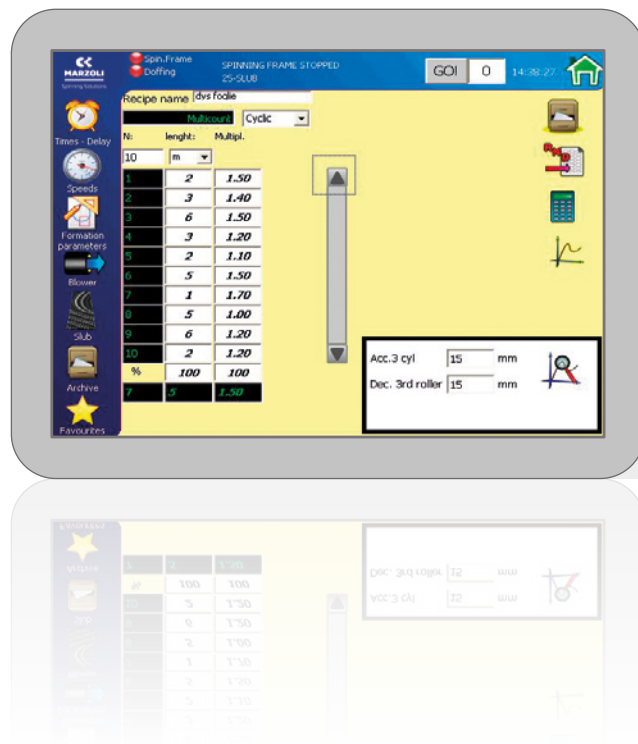 MARZOLI
Spinning Solutions
Spin.Frame
Doffing
SPINNING FRAME STOPPED
25-SLUB
GO!
0
14:38:27
Recipe name dvs foglie
Multicount Cyclic
N: lenght: Multipl.
10 m
1 2 1.50
2 3 1.40
3 6 1.50
4 3 1.20
5 2 1.10
6 5 1.50
7 1 1.70
8 5 1.00
9 6 1.20
10 2 1.20
% 100 100
7 5 1.50
Times - Delay
Speeds
Formation
parameters
Blower
Slub
Archive
Favourites
RND
Acc.3 cyl 15 mm
Dec. 3rd roller 15 mm